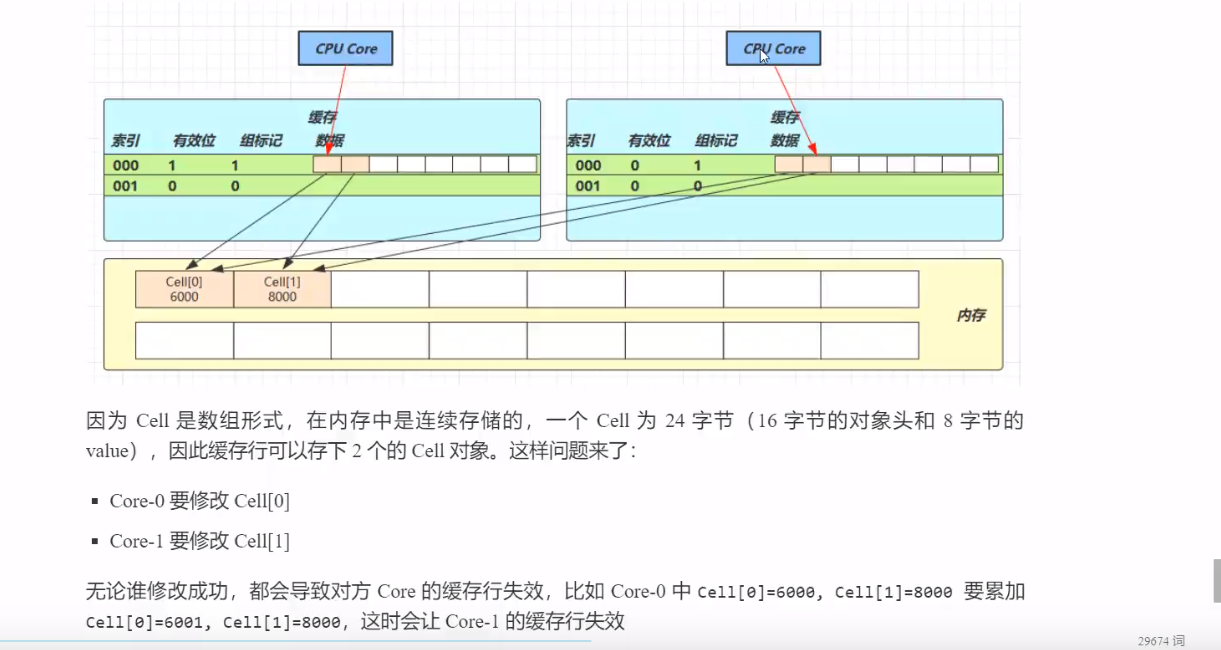 CPU Core CPU Core
缓存 缓存
索引 有效位 组标记 数据 索引 有效位 组标记 数据
000 1 1 000 0 1
001 0 0 001 0 0
Cell[0] Cell[1]
6000 8000
内存
因为 Cell 是数组形式，在内存中是连续存储的，一个 Cell 为 24 字节（16 字节的对象头和 8 字节的
value），因此缓存行可以存下 2 个的 Cell 对象。这样问题来了：
▪ Core-0 要修改 Cell[0]
▪ Core-1 要修改 Cell[1]
无论谁修改成功，都会导致对方 Core 的缓存行失效，比如 Core-0 中 Cell[0]=6000, Cell[1]=8000 要累加
Cell[0]=6001, Cell[1]=8000，这时会让 Core-1 的缓存行失效
29674 词